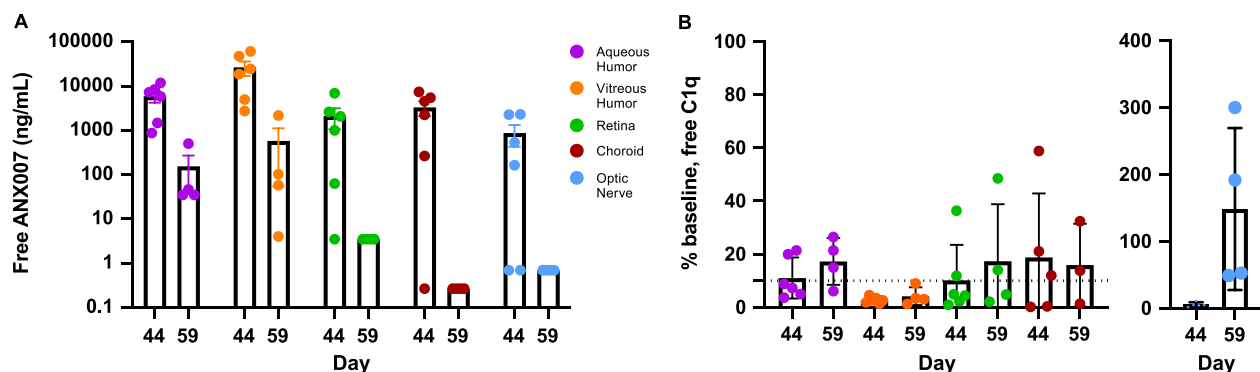 A
Free ANX007 (ng/mL)
100000
10000
1000
100
10
1
0.1
44 59 44 59 44 59 44 59 44 59
Day
Aqueous
Humor
Vitreous
Humor
Retina
Choroid
Optic
Nerve
B
% baseline, free C1q
100
80
60
40
20
0
44 59 44 59 44 59 44 59
Day
400
300
200
100
0
44 59
Day